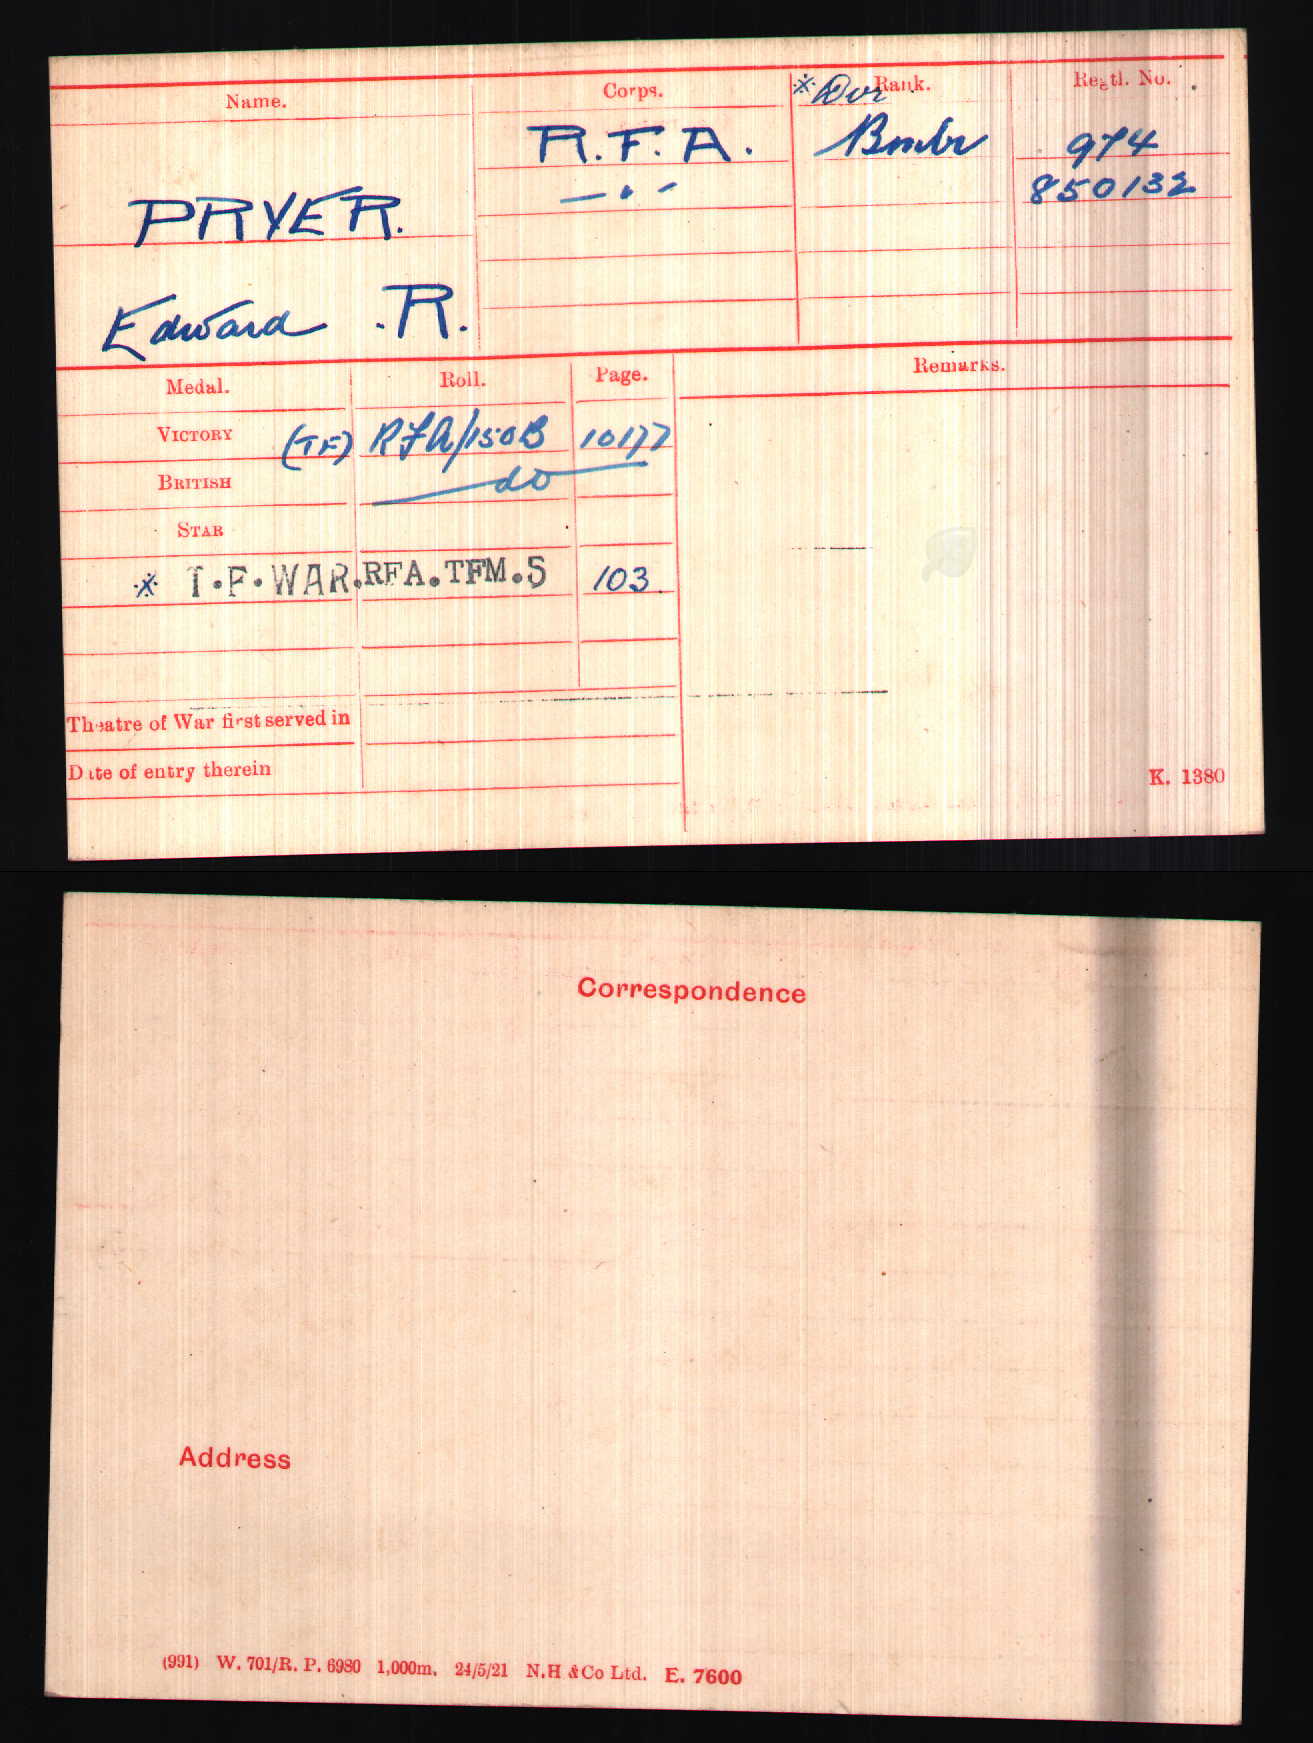 Name. Corps. Rank. Regtl. No.
※ Dvr
R.F.A. Bmbr 974
— . — 850132
PRYER.
Edward .R.
Medal. Roll. Page. Remarks.
VICTORY (TF) RFA/150B 10177
BRITISH do
STAR
※ T.F.WAR. RFA.TFM.5 103
Theatre of War first served in
Date of entry therein
K. 1380
Correspondence
Address
(991) W. 701/R. P. 6980 1,000m. 24/5/21 N.H & Co Ltd. E. 7600